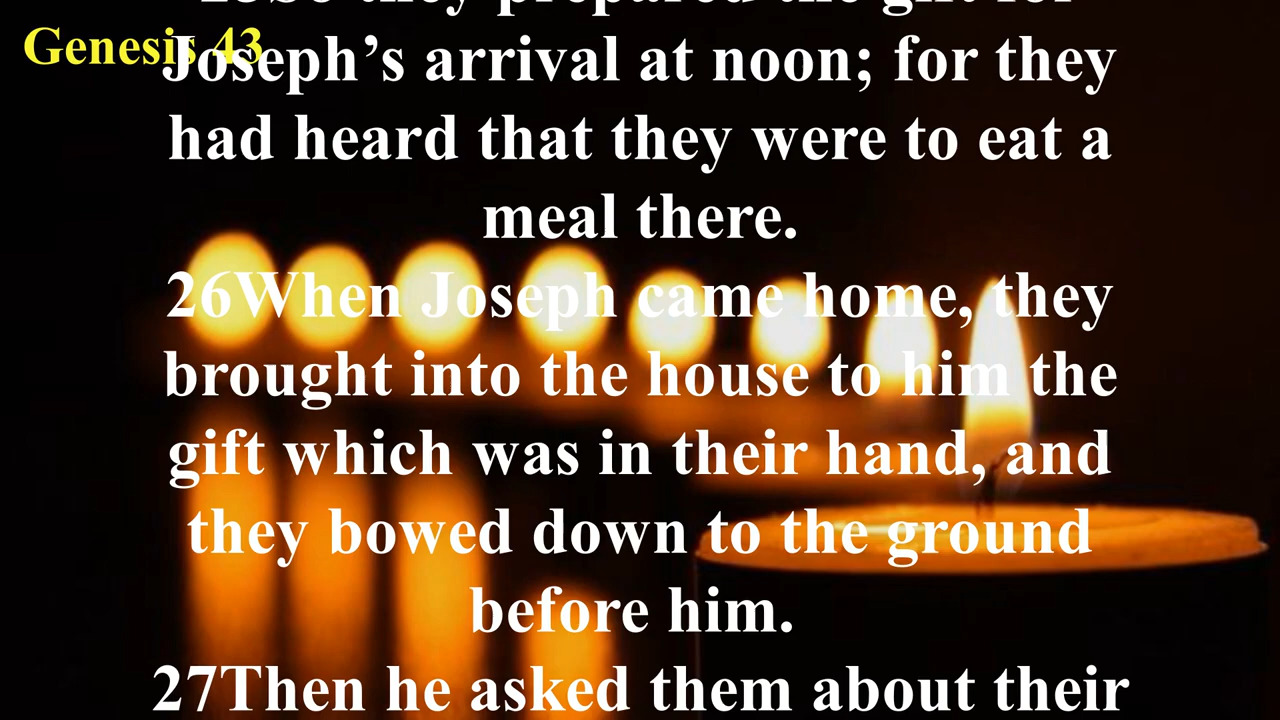 25So they prepared the gift for
Genesis 43
Joseph’s arrival at noon; for they
had heard that they were to eat a
meal there.
26When Joseph came home, they
brought into the house to him the
gift which was in their hand, and
they bowed down to the ground
before him.
27Then he asked them about their